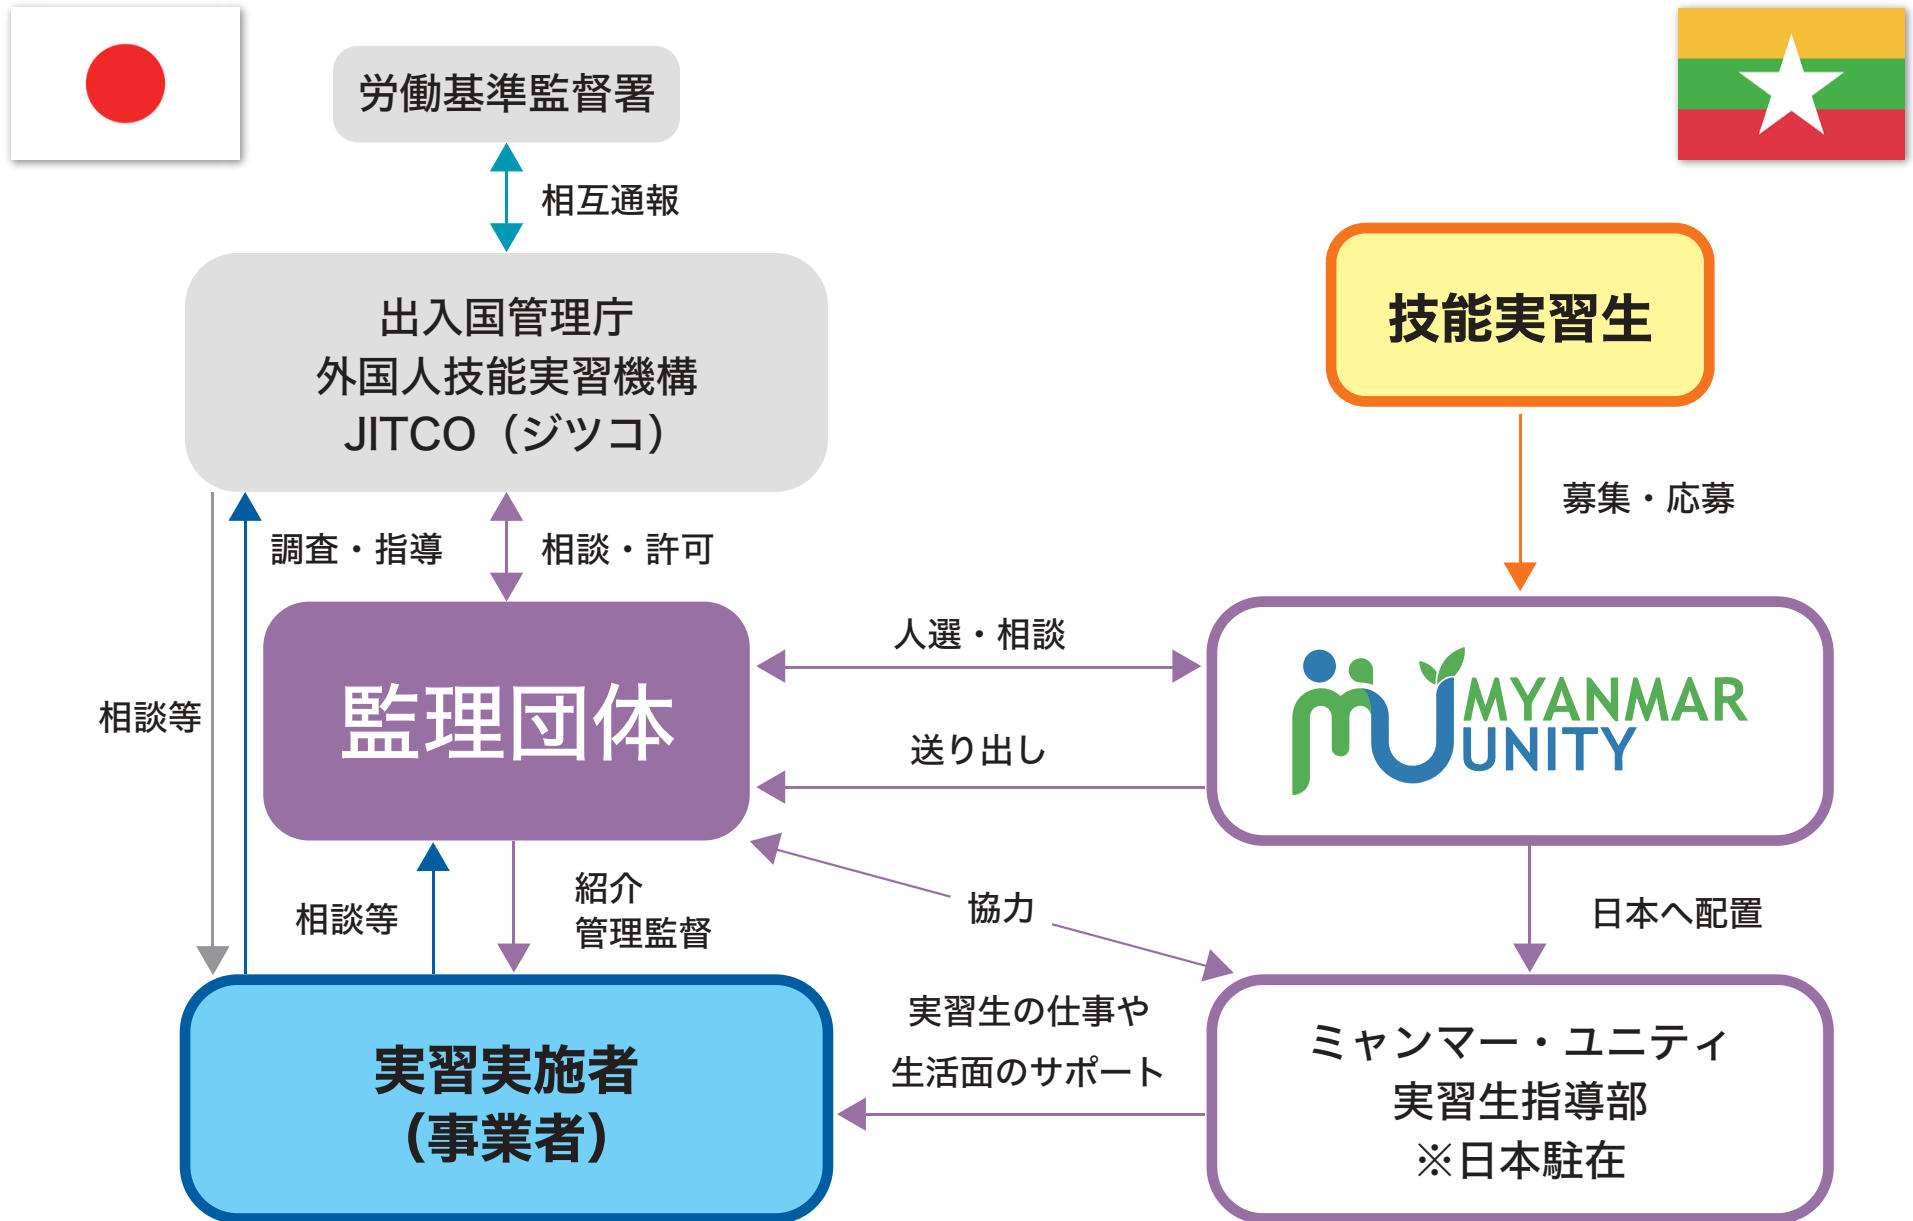 労働基準監督署
相互通報
出入国管理庁
外国人技能実習機構
JITCO（ジツコ）
技能実習生
募集・応募
調査・指導
相談・許可
人選・相談
監理団体
MYANMAR
UNITY
相談等
送り出し
相談等
紹介
管理監督
協力
日本へ配置
実習実施者
（事業者）
実習生の仕事や
生活面のサポート
ミャンマー・ユニティ
実習生指導部
※日本駐在